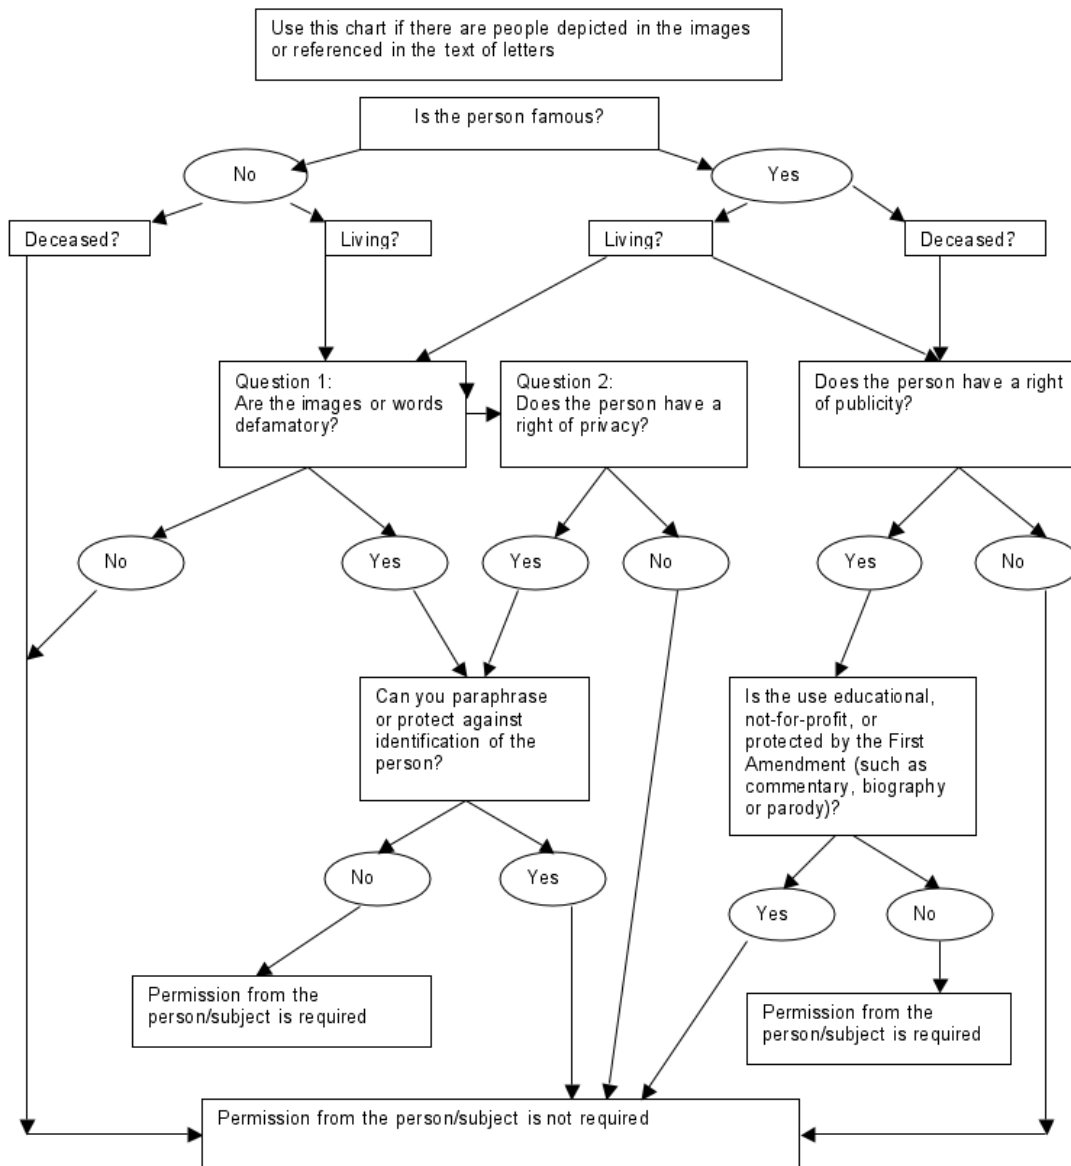 Use this chart if there are people depicted in the images
or referenced in the text of letters
Is the person famous?
No
Yes
Deceased?
Living?
Living?
Deceased?
Question 1:
Are the images or words
defamatory?
Question 2:
Does the person have a
right of privacy?
Does the person have a right
of publicity?
No
Yes
Yes
No
Yes
No
Can you paraphrase
or protect against
identification of the
person?
Is the use educational,
not-for-profit, or
protected by the First
Amendment (such as
commentary, biography
or parody)?
No
Yes
Yes
No
Permission from the
person/subject is required
Permission from the
person/subject is required
Permission from the person/subject is not required